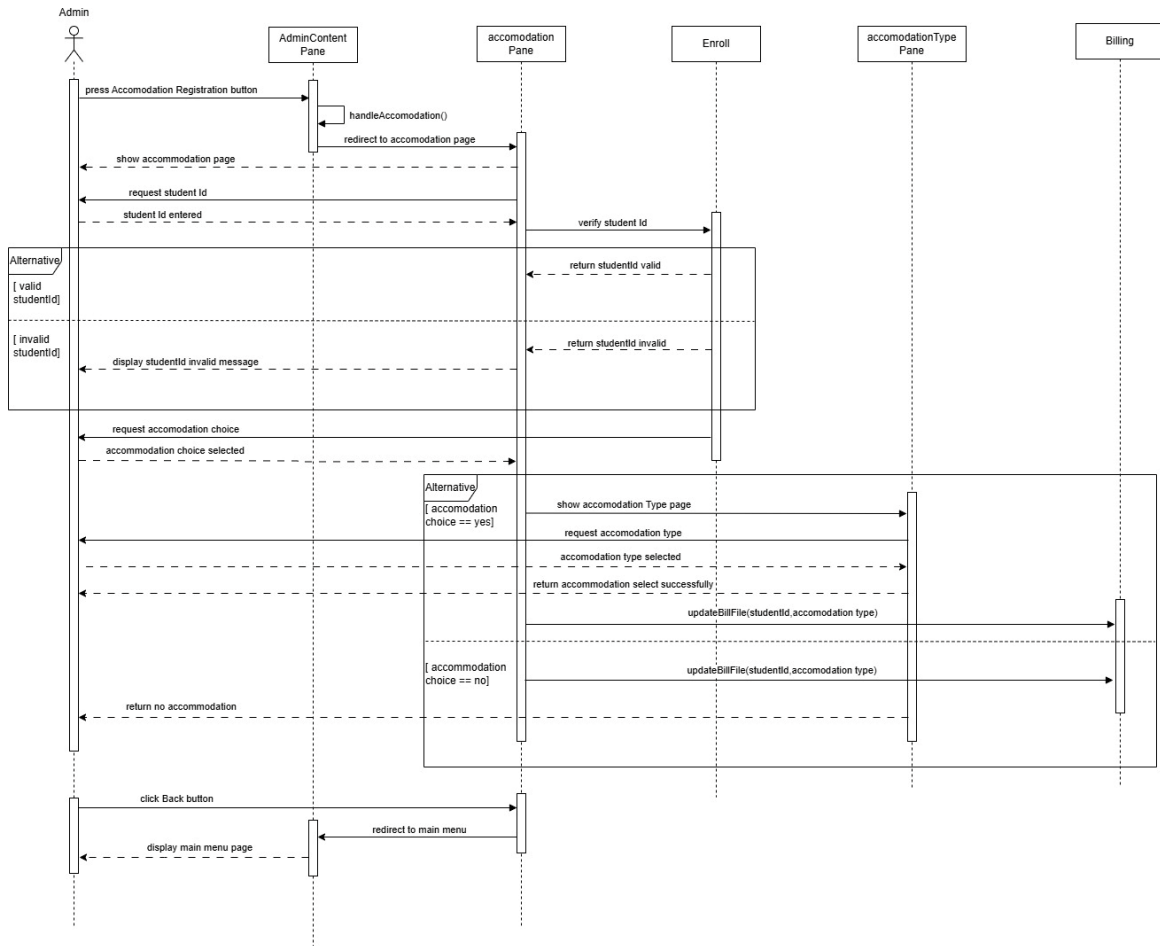 Admin
AdminContent
Pane
accomodation
Pane
Enroll
accomodationType
Pane
Billing
press Accomodation Registration button
handleAccomodation()
redirect to accomodation page
show accommodation page
request student Id
student Id entered
verify student Id
Alternative
[ valid
studentId]
return studentId valid
[ invalid
studentId]
return studentId invalid
display studentId invalid message
request accomodation choice
accommodation choice selected
Alternative
[ accomodation
choice == yes]
show accomodation Type page
request accomodation type
accomodation type selected
return accommodation select successfully
updateBillFile(studentId,accomodation type)
[ accommodation
choice == no]
updateBillFile(studentId,accomodation type)
return no accommodation
click Back button
redirect to main menu
display main menu page